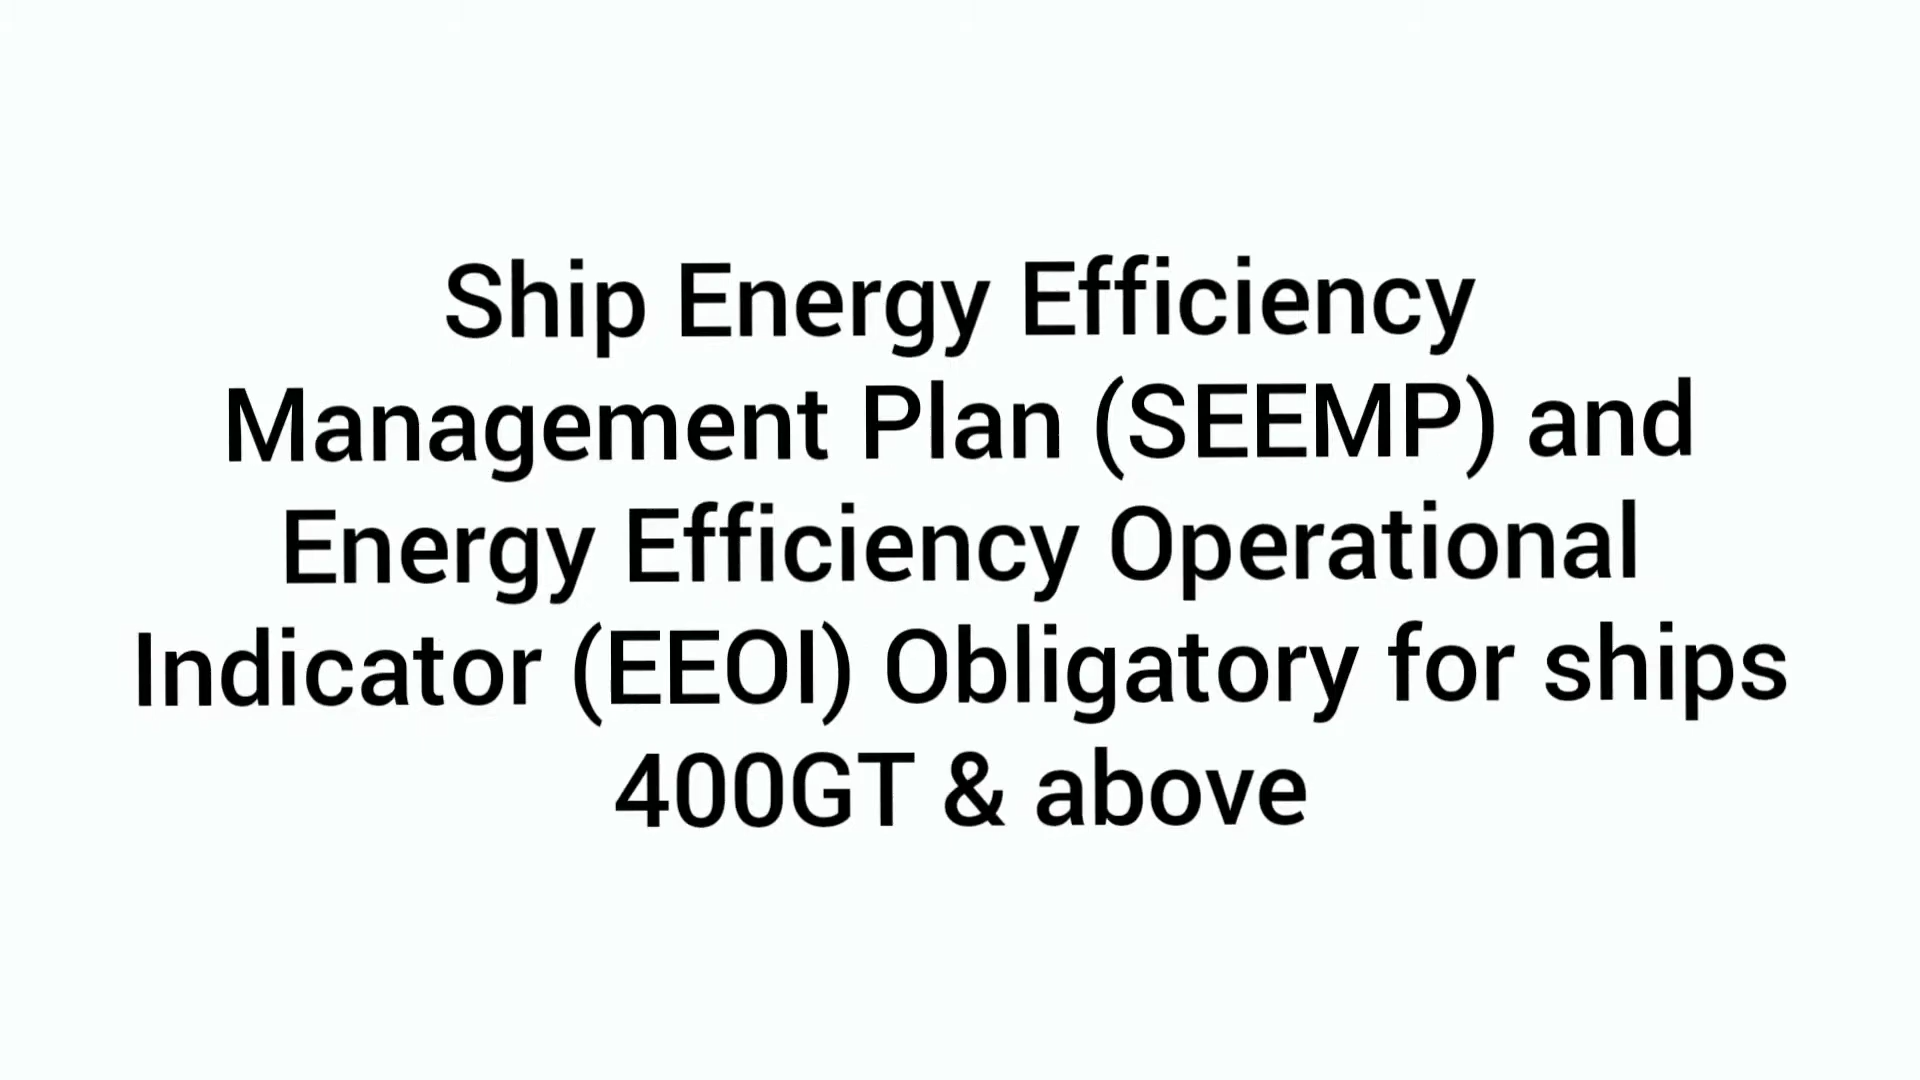 Ship Energy Efficiency
Management Plan (SEEMP) and
Energy Efficiency Operational
Indicator (EEOI) Obligatory for ships
400GT & above